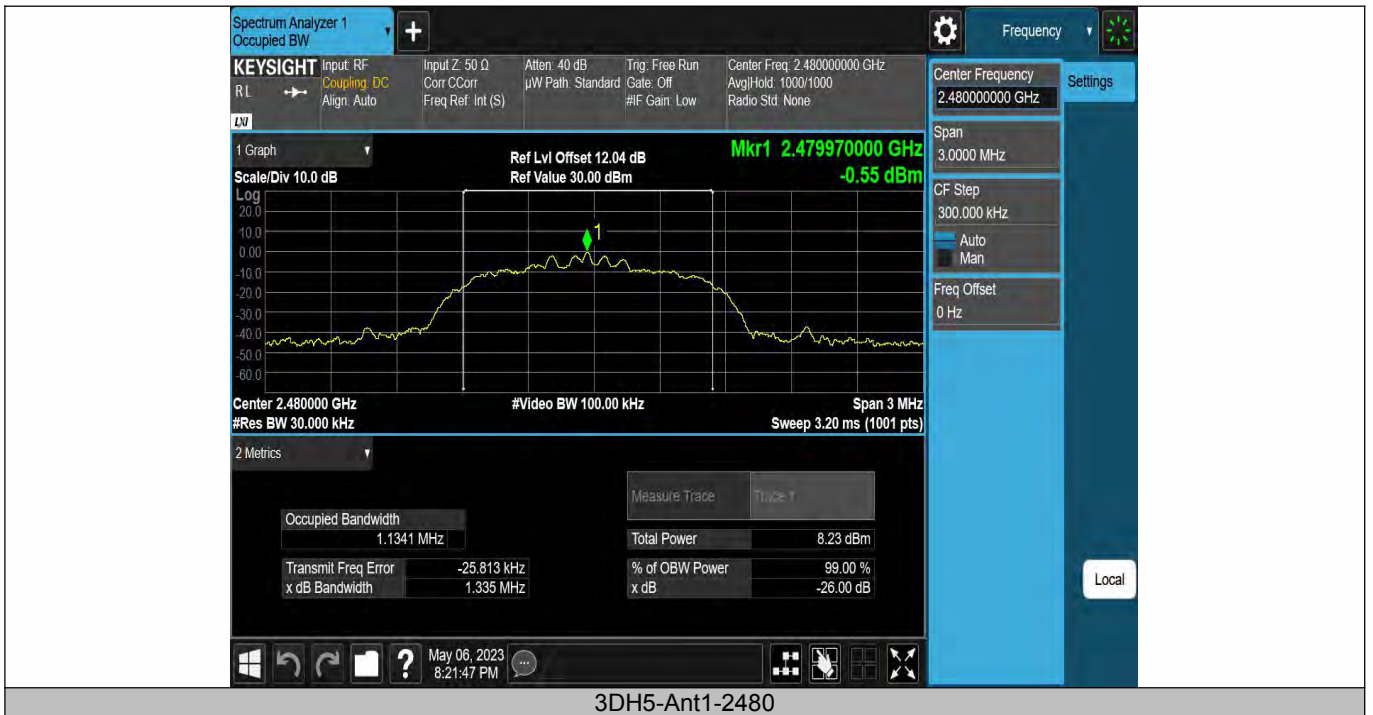 Spectrum Analyzer 1
Occupied BW
+
Frequency
KEYSIGHT
RL
LXI
Input: RF
Coupling: DC
Align: Auto
Input Z: 50 Ω
Corr CCorr
Freq Ref: Int (S)
Atten: 40 dB
µW Path: Standard
Trig: Free Run
Gate: Off
#IF Gain: Low
Center Freq: 2.480000000 GHz
Avg|Hold: 1000/1000
Radio Std: None
Center Frequency
2.480000000 GHz
Settings
Span
3.0000 MHz
CF Step
300.000 kHz
Auto
Man
Freq Offset
0 Hz
Local
1 Graph
Scale/Div 10.0 dB
Ref Lvl Offset 12.04 dB
Ref Value 30.00 dBm
Mkr1 2.479970000 GHz
-0.55 dBm
Log
20.0
10.0
0.00
-10.0
-20.0
-30.0
-40.0
-50.0
-60.0
1
Center 2.480000 GHz
#Res BW 30.000 kHz
#Video BW 100.00 kHz
Span 3 MHz
Sweep 3.20 ms (1001 pts)
2 Metrics
Measure Trace Trace 1
Occupied Bandwidth
1.1341 MHz
Total Power 8.23 dBm
Transmit Freq Error -25.813 kHz
% of OBW Power 99.00 %
x dB Bandwidth 1.335 MHz
x dB -26.00 dB
?
May 06, 2023
8:21:47 PM
3DH5-Ant1-2480